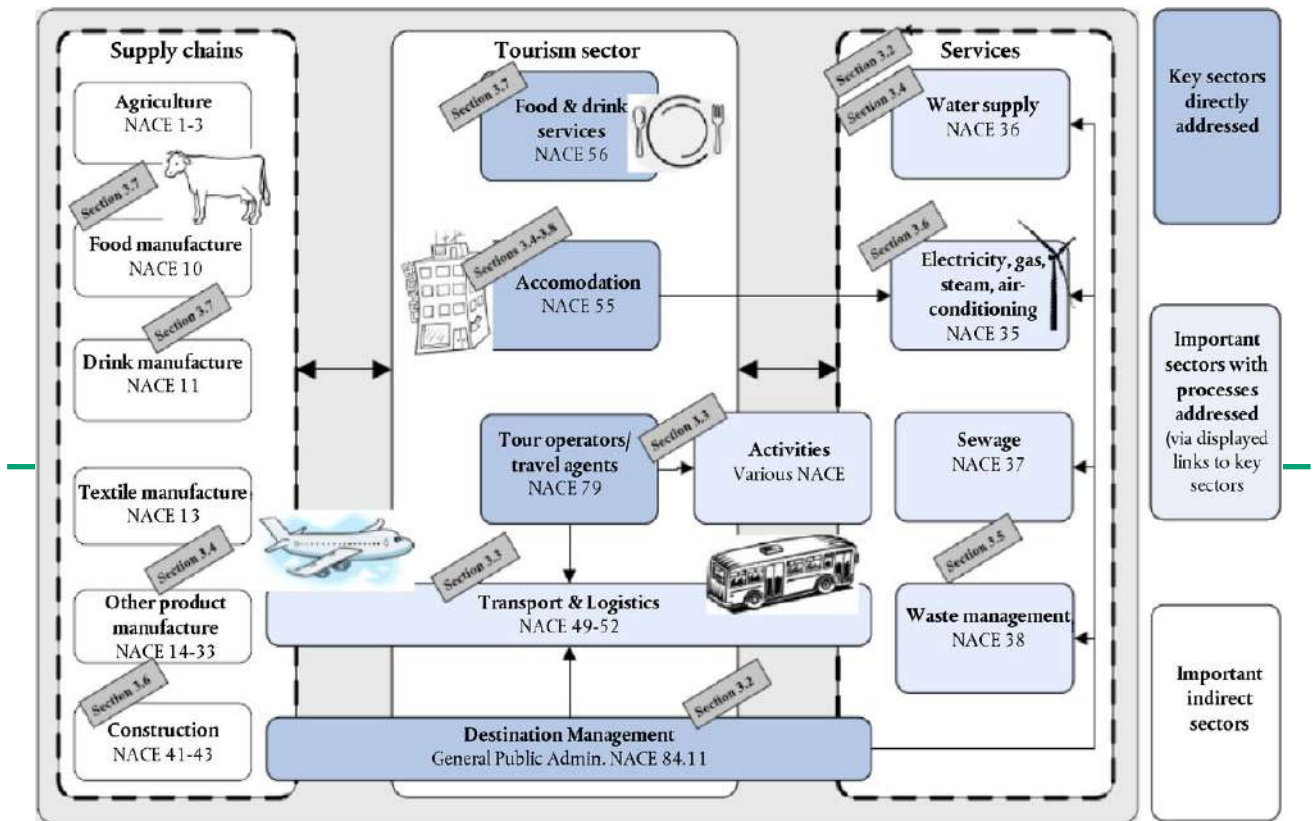 Supply chains
Agriculture
NACE 1-3
Section 3.7
Food manufacture
NACE 10
Section 3.7
Drink manufacture
NACE 11
Textile manufacture
NACE 13
Section 3.4
Other product
manufacture
NACE 14-33
Section 3.6
Construction
NACE 41-43
Tourism sector
Section 3.7
Food & drink
services
NACE 56
Sections 3.4-3.8
Accomodation
NACE 55
Tour operators/
travel agents
NACE 79
Section 3.3
Activities
Various NACE
Section 3.3
Transport & Logistics
NACE 49-52
Section 3.2
Destination Management
General Public Admin. NACE 84.11
Services
Section 3.2
Section 3.4
Water supply
NACE 36
Section 3.6
Electricity, gas,
steam, air-
conditioning
NACE 35
Sewage
NACE 37
Section 3.5
Waste management
NACE 38
Key sectors
directly
addressed
Important
sectors with
processes
addressed
(via displayed
links to key
sectors
Important
indirect
sectors